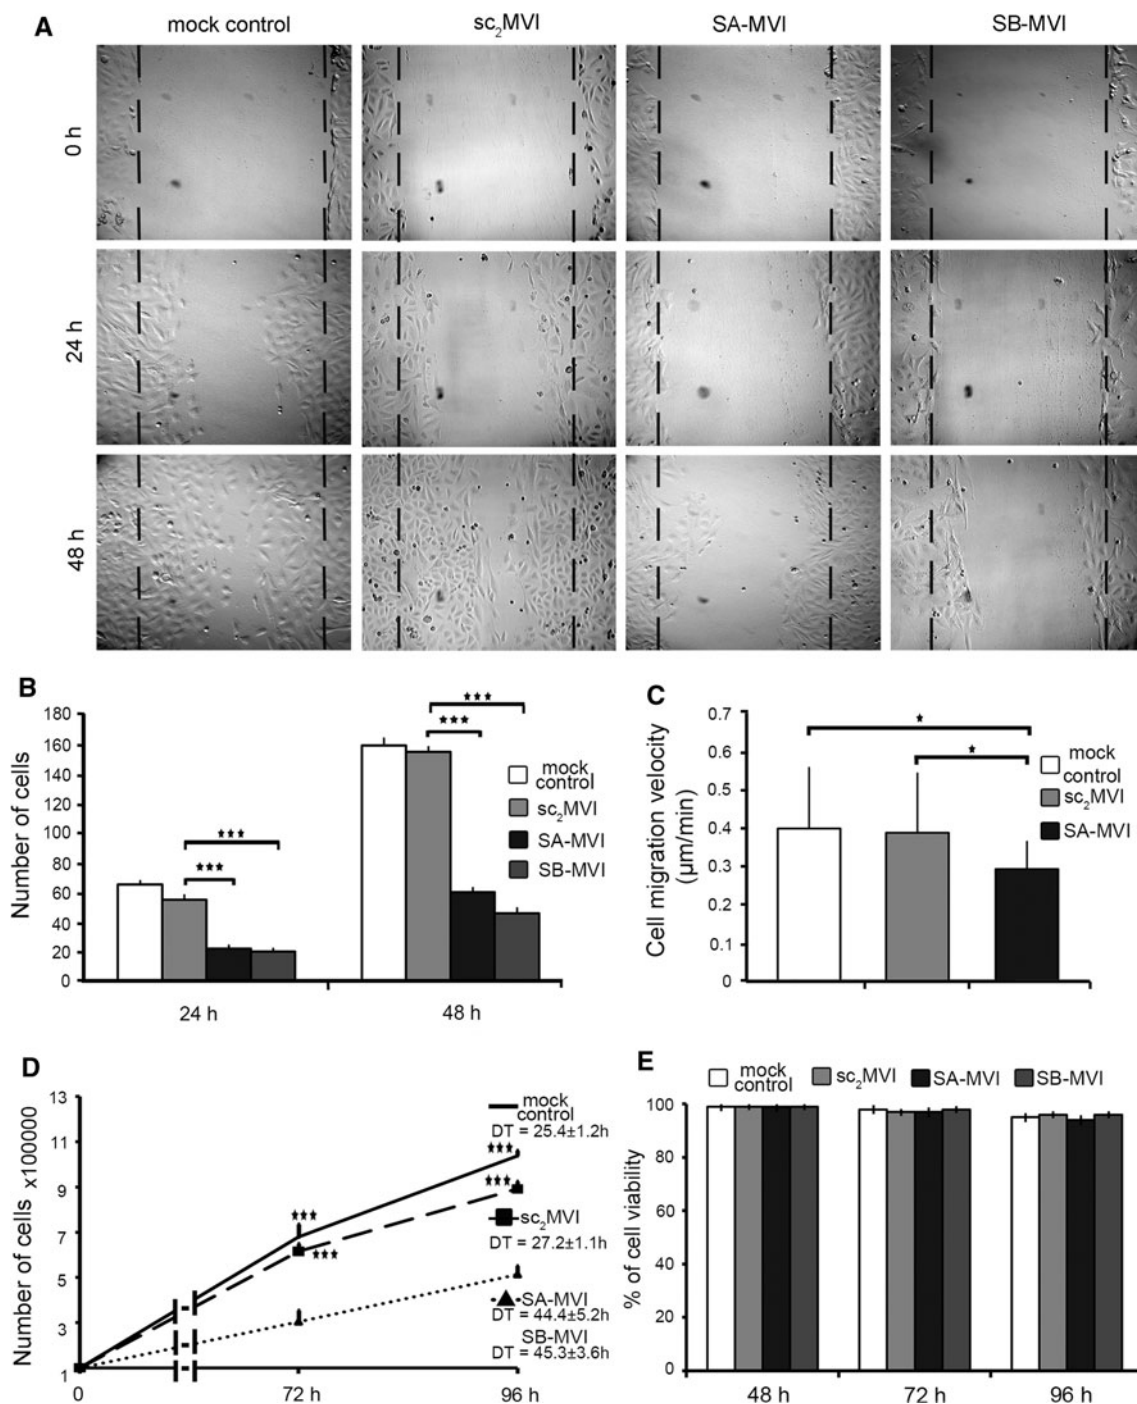 A
mock control
sc₂MVI
SA-MVI
SB-MVI
0 h
24 h
48 h
B
Number of cells
180
160
140
120
100
80
60
40
20
0
24 h
48 h
***
***
***
***
mock control
sc₂MVI
SA-MVI
SB-MVI
C
Cell migration velocity
(µm/min)
0.7
0.6
0.5
0.4
0.3
0.2
0.1
0
*
*
mock control
sc₂MVI
SA-MVI
D
Number of cells x100000
13
11
9
7
5
3
1
0
72 h
96 h
***
***
***
***
mock control
DT = 25.4±1.2h
sc₂MVI
DT = 27.2±1.1h
SA-MVI
DT = 44.4±5.2h
SB-MVI
DT = 45.3±3.6h
E
mock control
sc₂MVI
SA-MVI
SB-MVI
% of cell viability
100
80
60
40
20
0
48 h
72 h
96 h